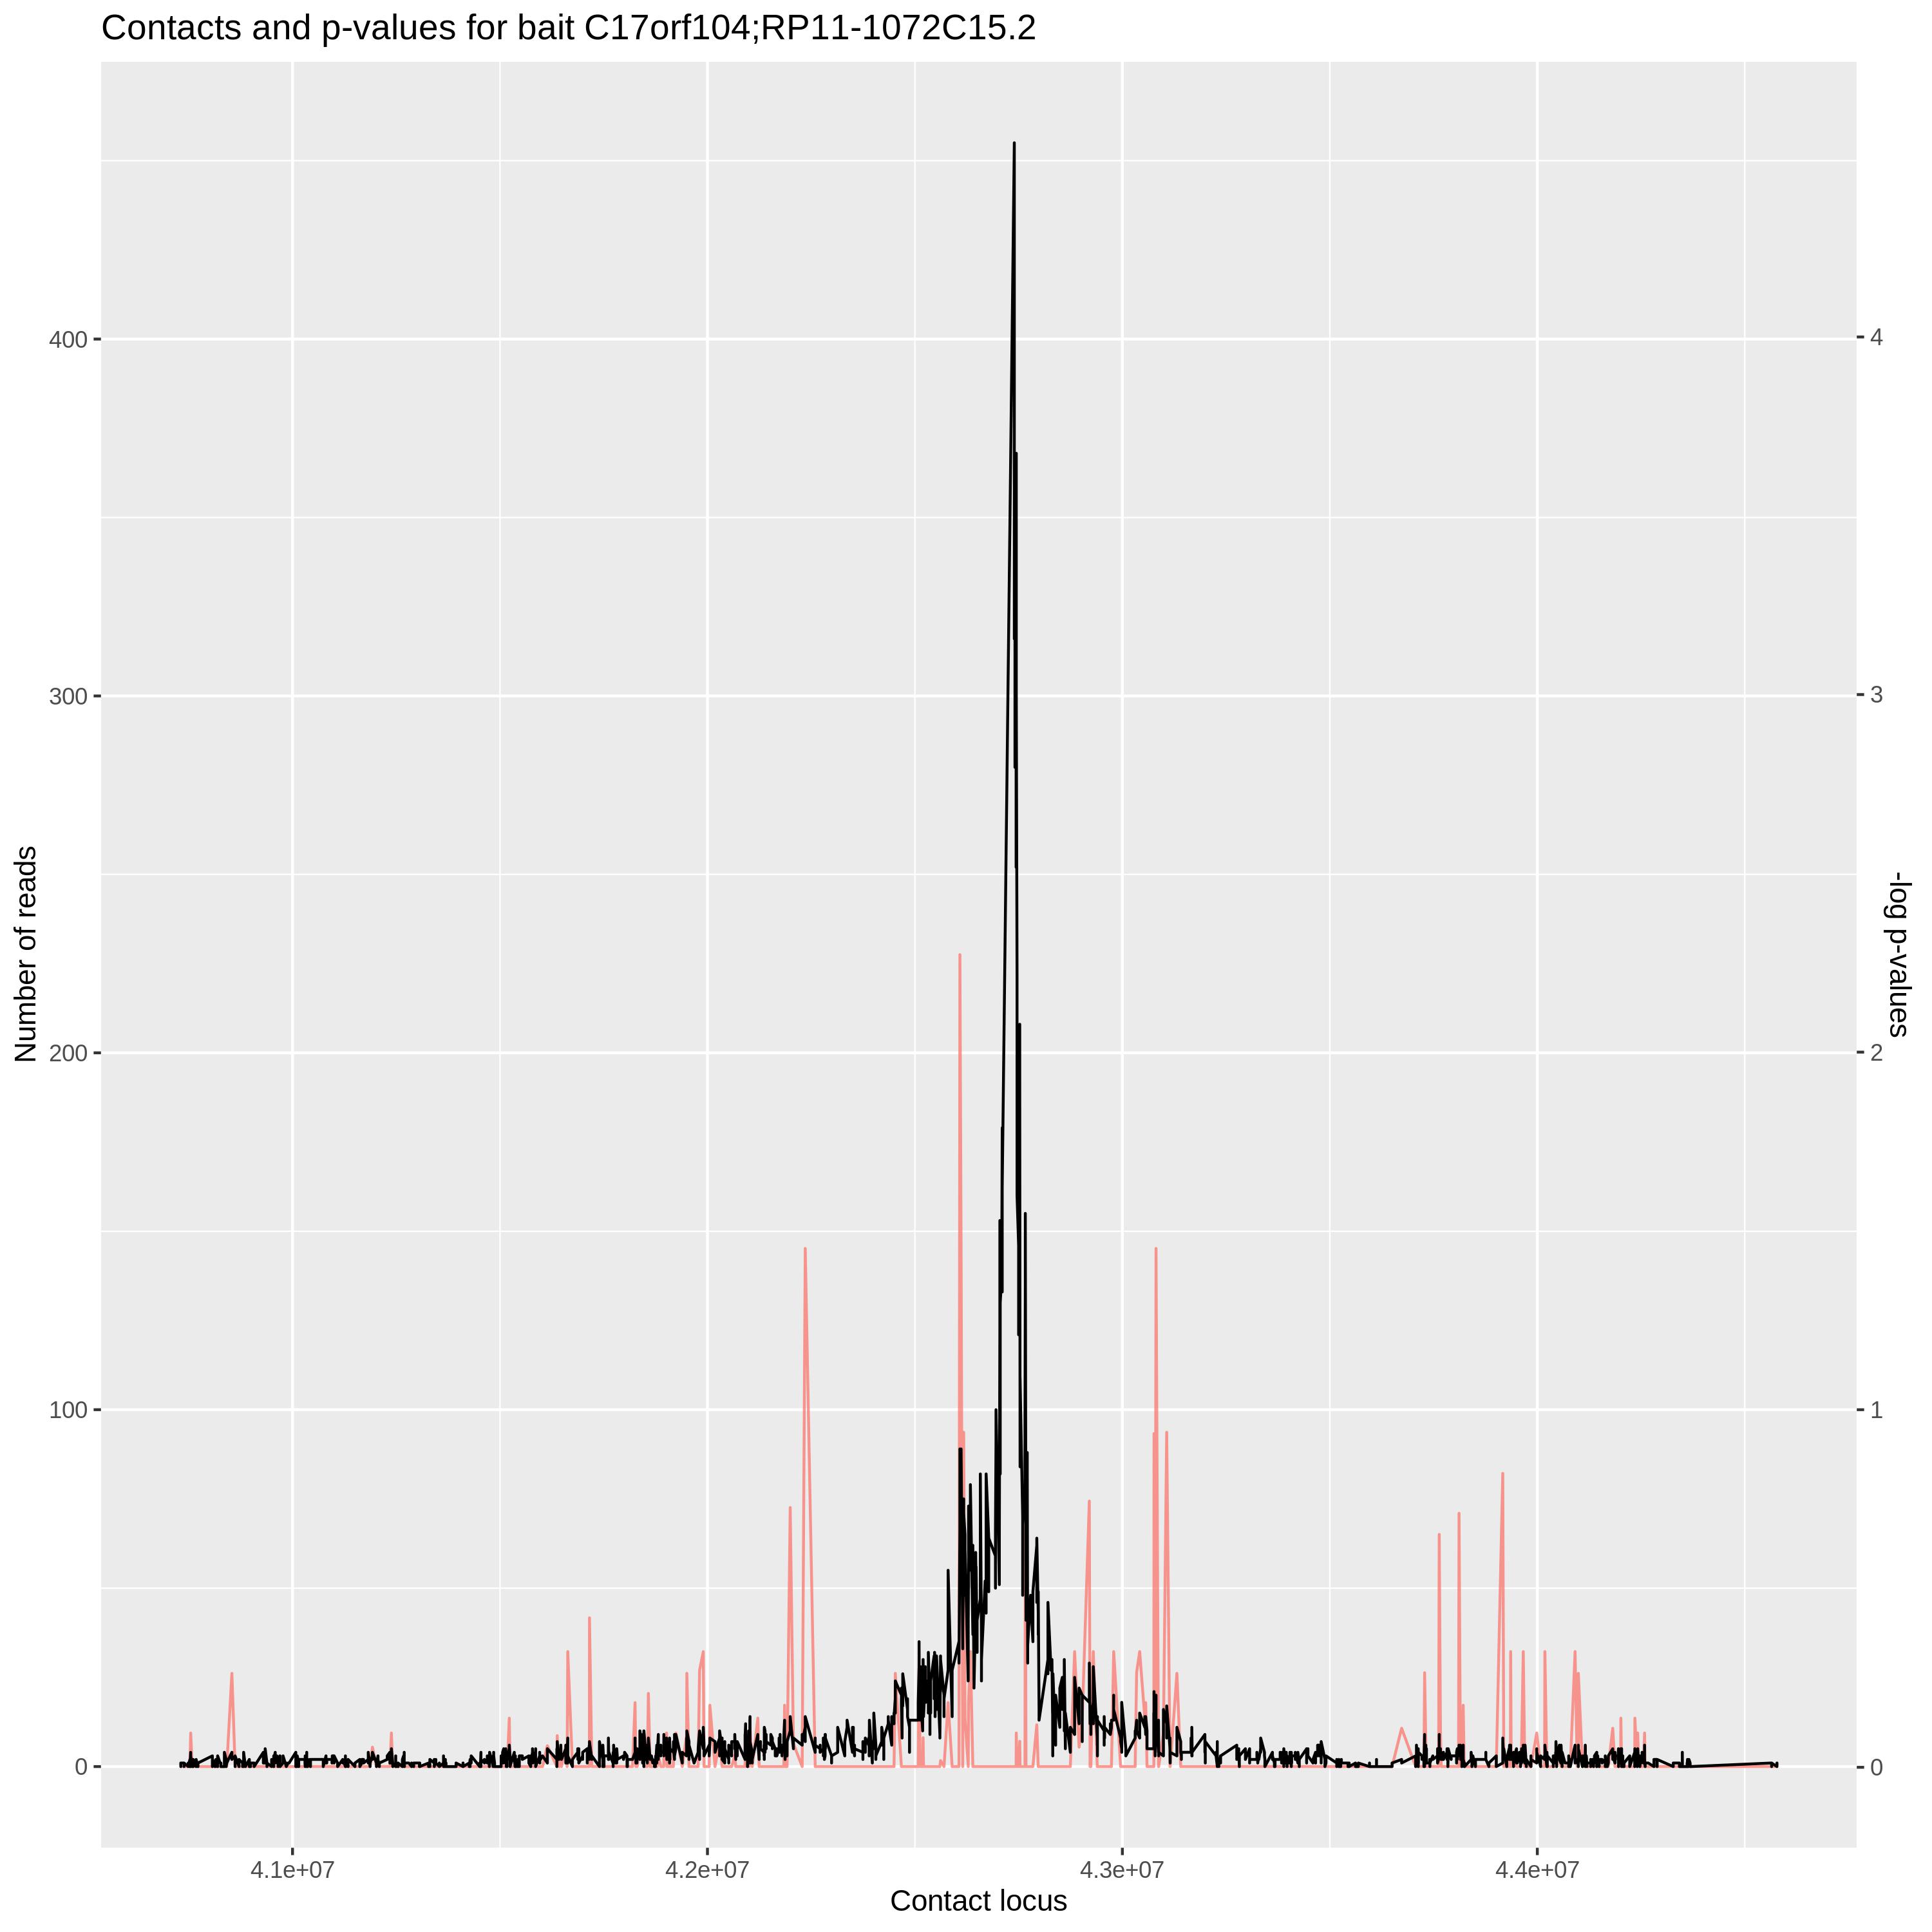 Contacts and p-values for bait C17orf104;RP11-1072C15.2
400
300
200
100
0
Number of reads
4
3
2
1
0
-log p-values
4.1e+07
4.2e+07
4.3e+07
4.4e+07
Contact locus